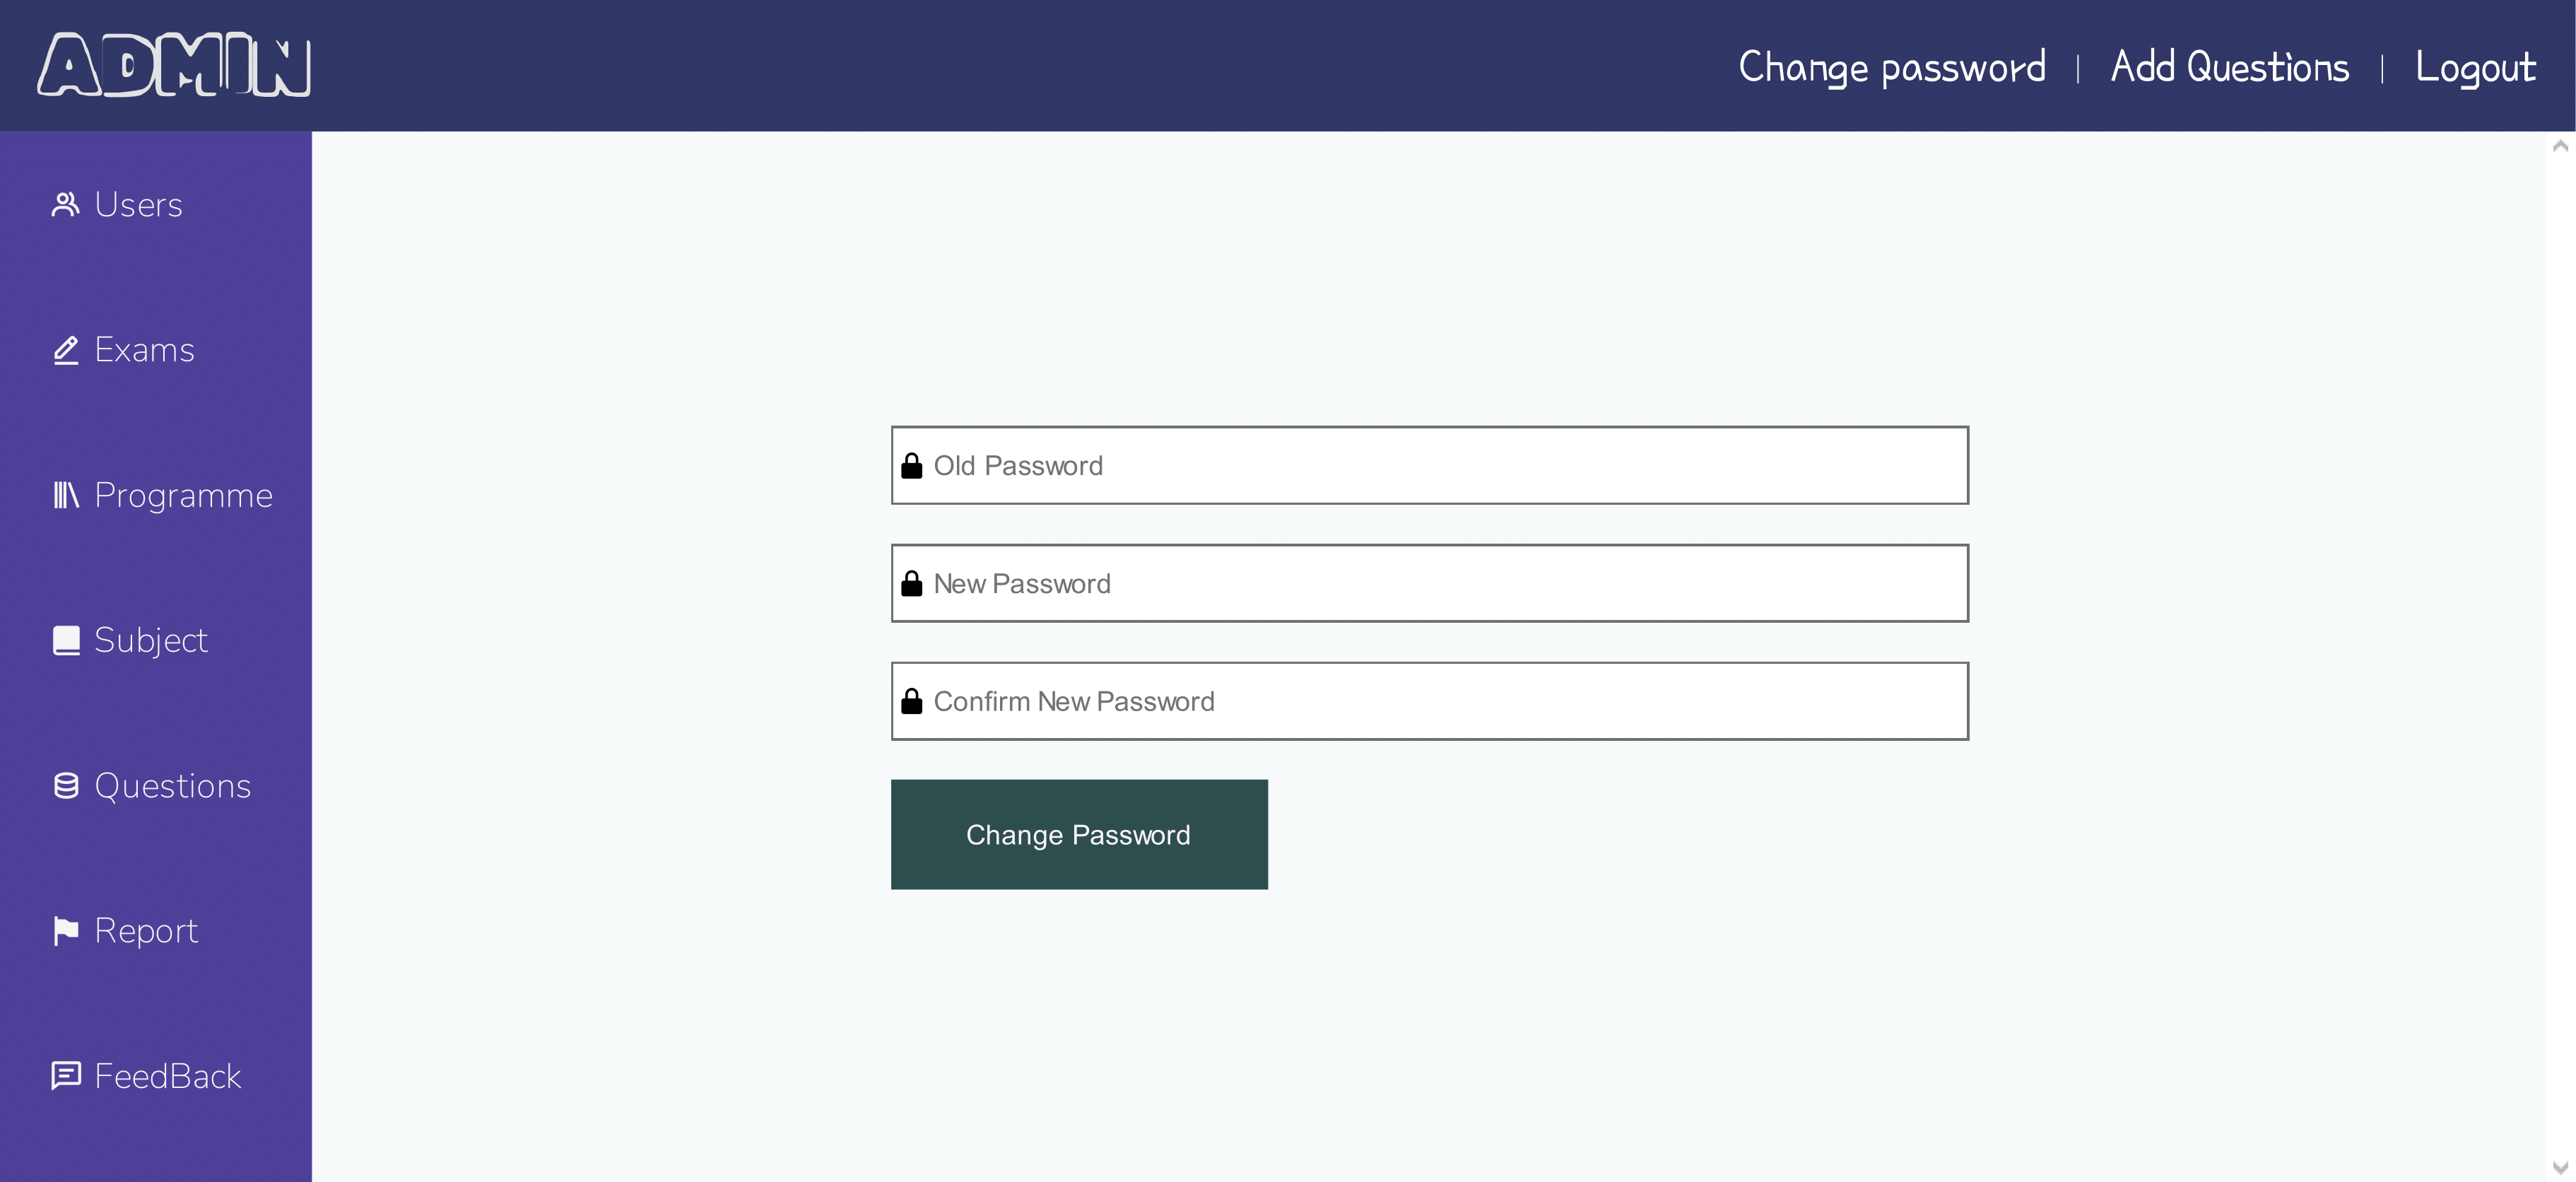 ADMIN
Change password | Add Questions | Logout
Users
Exams
Programme
Subject
Questions
Report
FeedBack
Old Password
New Password
Confirm New Password
Change Password